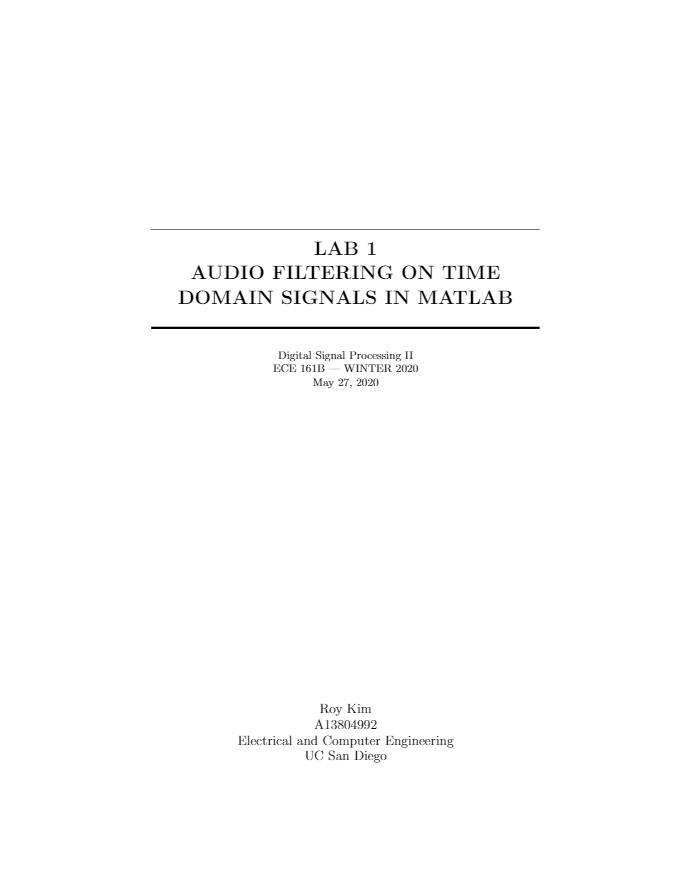 LAB 1
AUDIO FILTERING ON TIME
DOMAIN SIGNALS IN MATLAB
Digital Signal Processing II
ECE 161B — WINTER 2020
May 27, 2020
Roy Kim
A13804992
Electrical and Computer Engineering
UC San Diego